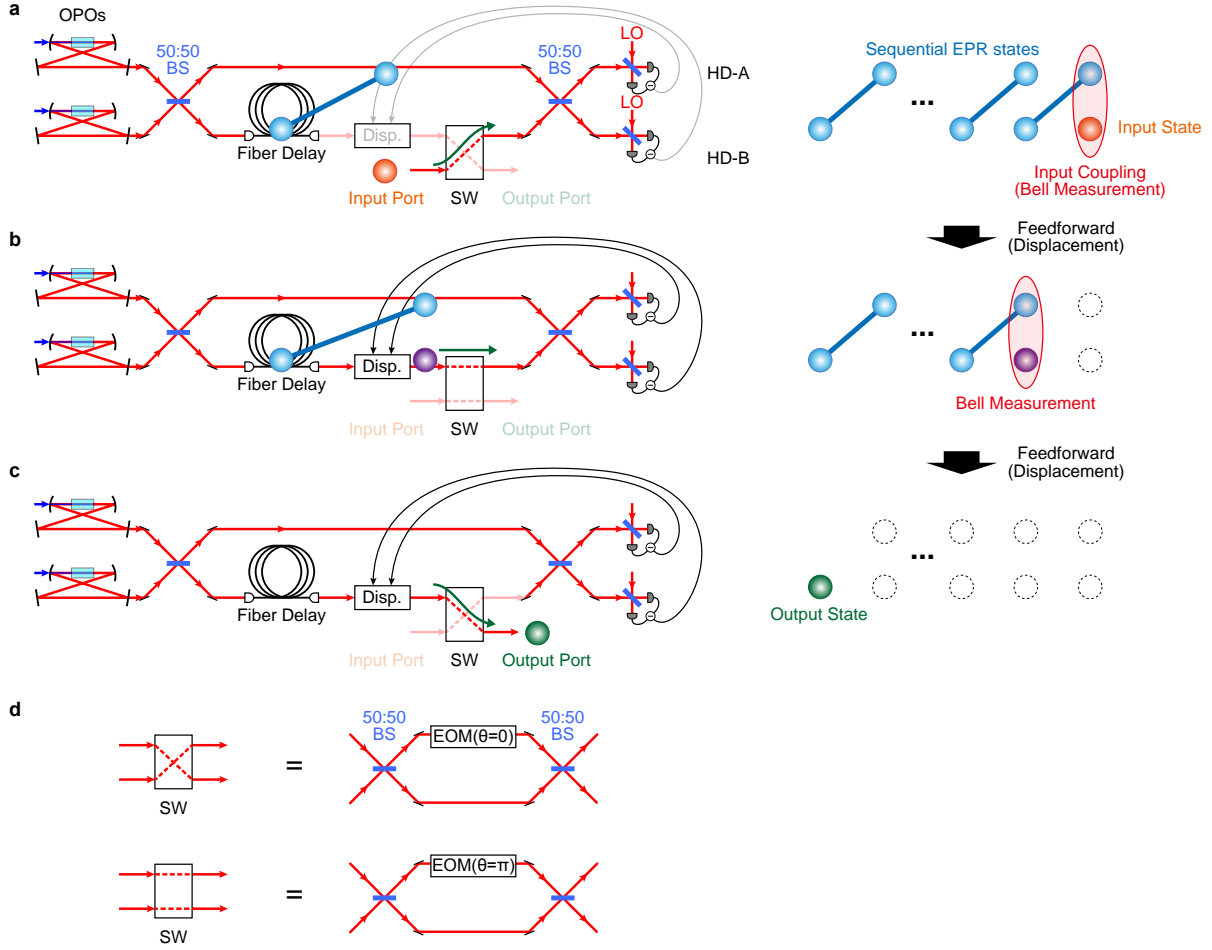 a
OPOs
50:50
BS
Fiber Delay
Disp.
Input Port
SW
Output Port
50:50
BS
LO
LO
HD-A
HD-B
Sequential EPR states
...
Input State
Input Coupling
(Bell Measurement)
Feedforward
(Displacement)
b
Fiber Delay
Disp.
Input Port
SW
Output Port
...
Bell Measurement
Feedforward
(Displacement)
c
Fiber Delay
Disp.
Input Port
SW
Output Port
...
Output State
d
SW
=
50:50
BS
EOM(θ=0)
50:50
BS
SW
=
EOM(θ=π)